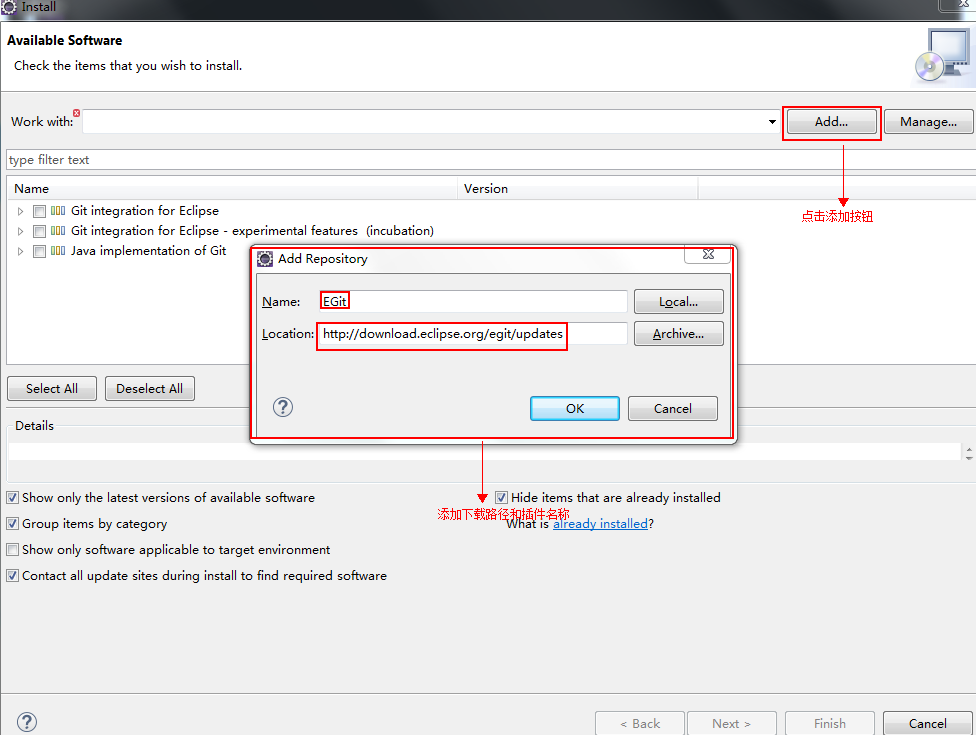 Install
Available Software
Check the items that you wish to install.
Work with:
Add...
Manage...
type filter text
Name Version
点击添加按钮
Git integration for Eclipse
Git integration for Eclipse - experimental features (incubation)
Java implementation of Git
Add Repository
Name: EGit Local...
Location: http://download.eclipse.org/egit/updates Archive...
? OK Cancel
Select All Deselect All
Details
Show only the latest versions of available software
Hide items that are already installed
添加下载路径和插件名称
Group items by category
What is already installed?
Show only software applicable to target environment
Contact all update sites during install to find required software
? < Back Next > Finish Cancel